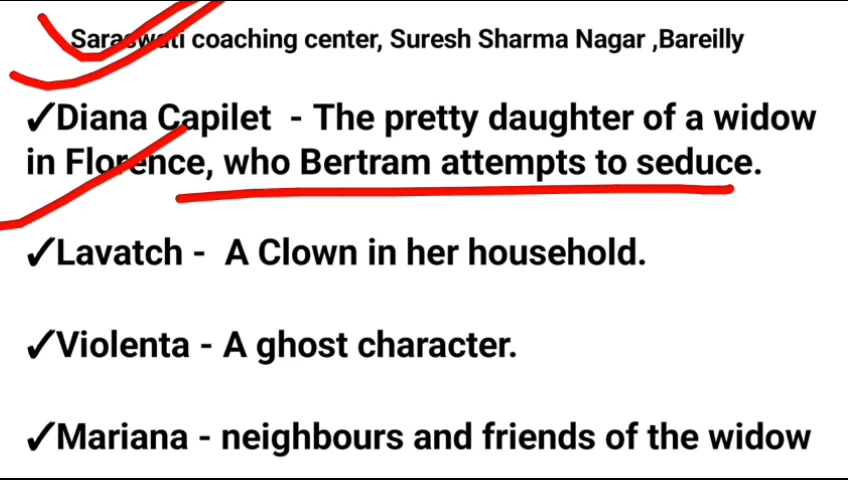 Saraswati coaching center, Suresh Sharma Nagar ,Bareilly
✓Diana Capilet - The pretty daughter of a widow
in Florence, who Bertram attempts to seduce.
✓Lavatch - A Clown in her household.
✓Violenta - A ghost character.
✓Mariana - neighbours and friends of the widow